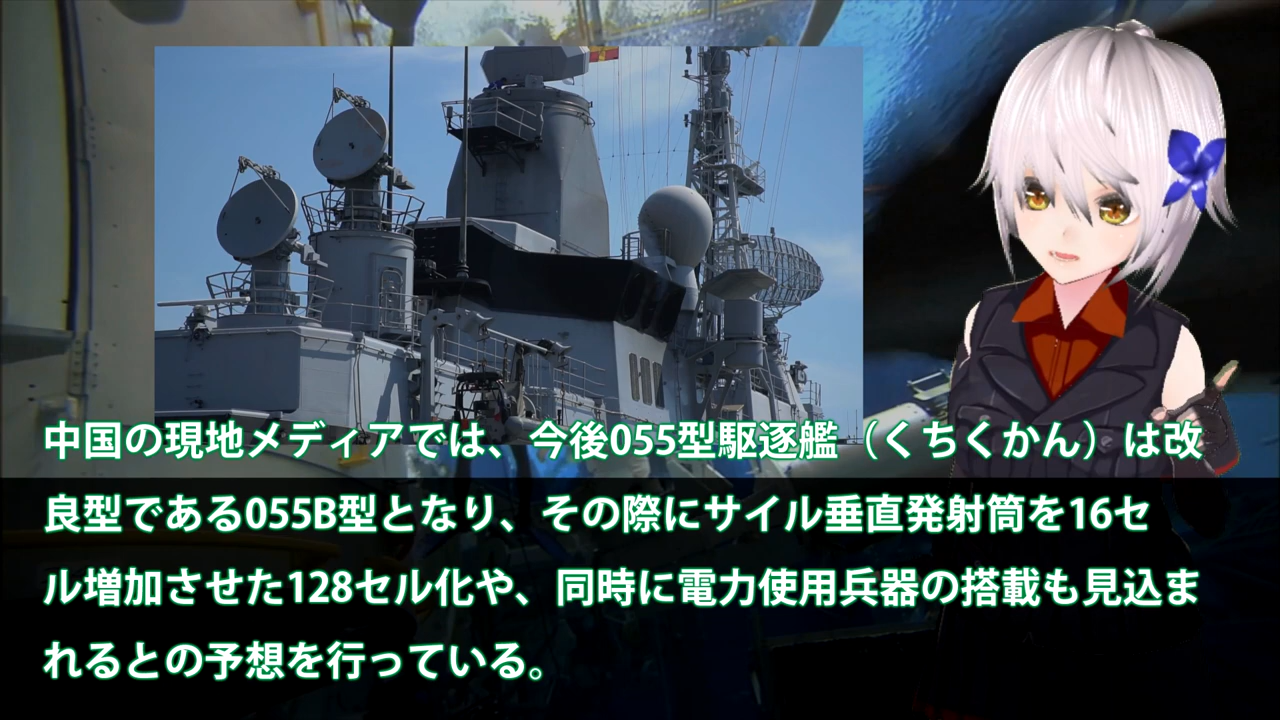 中国の現地メディアでは、今後055型駆逐艦（くちくかん）は改
良型である055B型となり、その際にサイル垂直発射筒を16セ
ル増加させた128セル化や、同時に電力使用兵器の搭載も見込ま
れるとの予想を行っている。